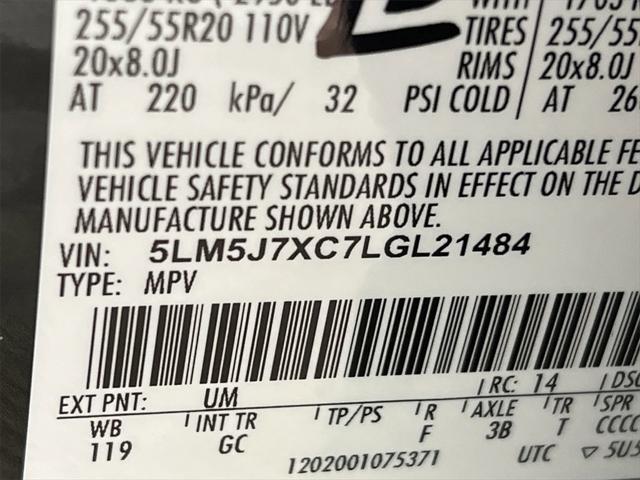 255/55R20 110V TIRES 255/55
20x8.0J RIMS 20x8.0J
AT 220 kPa/ 32 PSI COLD AT 26
THIS VEHICLE CONFORMS TO ALL APPLICABLE FE
VEHICLE SAFETY STANDARDS IN EFFECT ON THE D
MANUFACTURE SHOWN ABOVE.
VIN: 5LM5J7XC7LGL21484
TYPE: MPV
EXT PNT: UM RC: 14 DSO
WB INT TR TP/PS R AXLE TR SPR
119 GC F 3B T CCCC
1202001075371 UTC ▽ 5U5